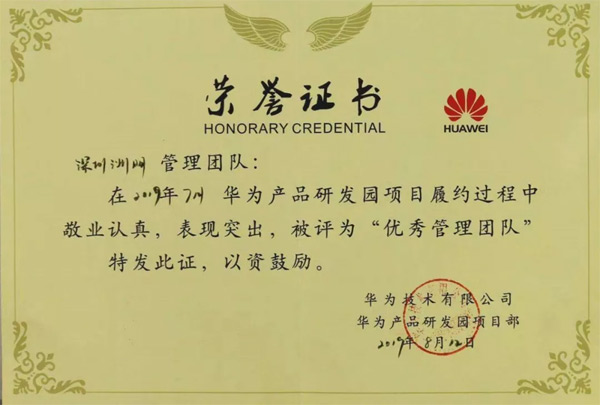 荣誉证书
HONORARY CREDENTIAL
HUAWEI
深圳洲明 管理团队：
在2019年7月 华为产品研发园项目履约过程中
敬业认真，表现突出，被评为“优秀管理团队”
特发此证，以资鼓励。
华为技术有限公司
华为产品研发园项目部
2019年8月12日